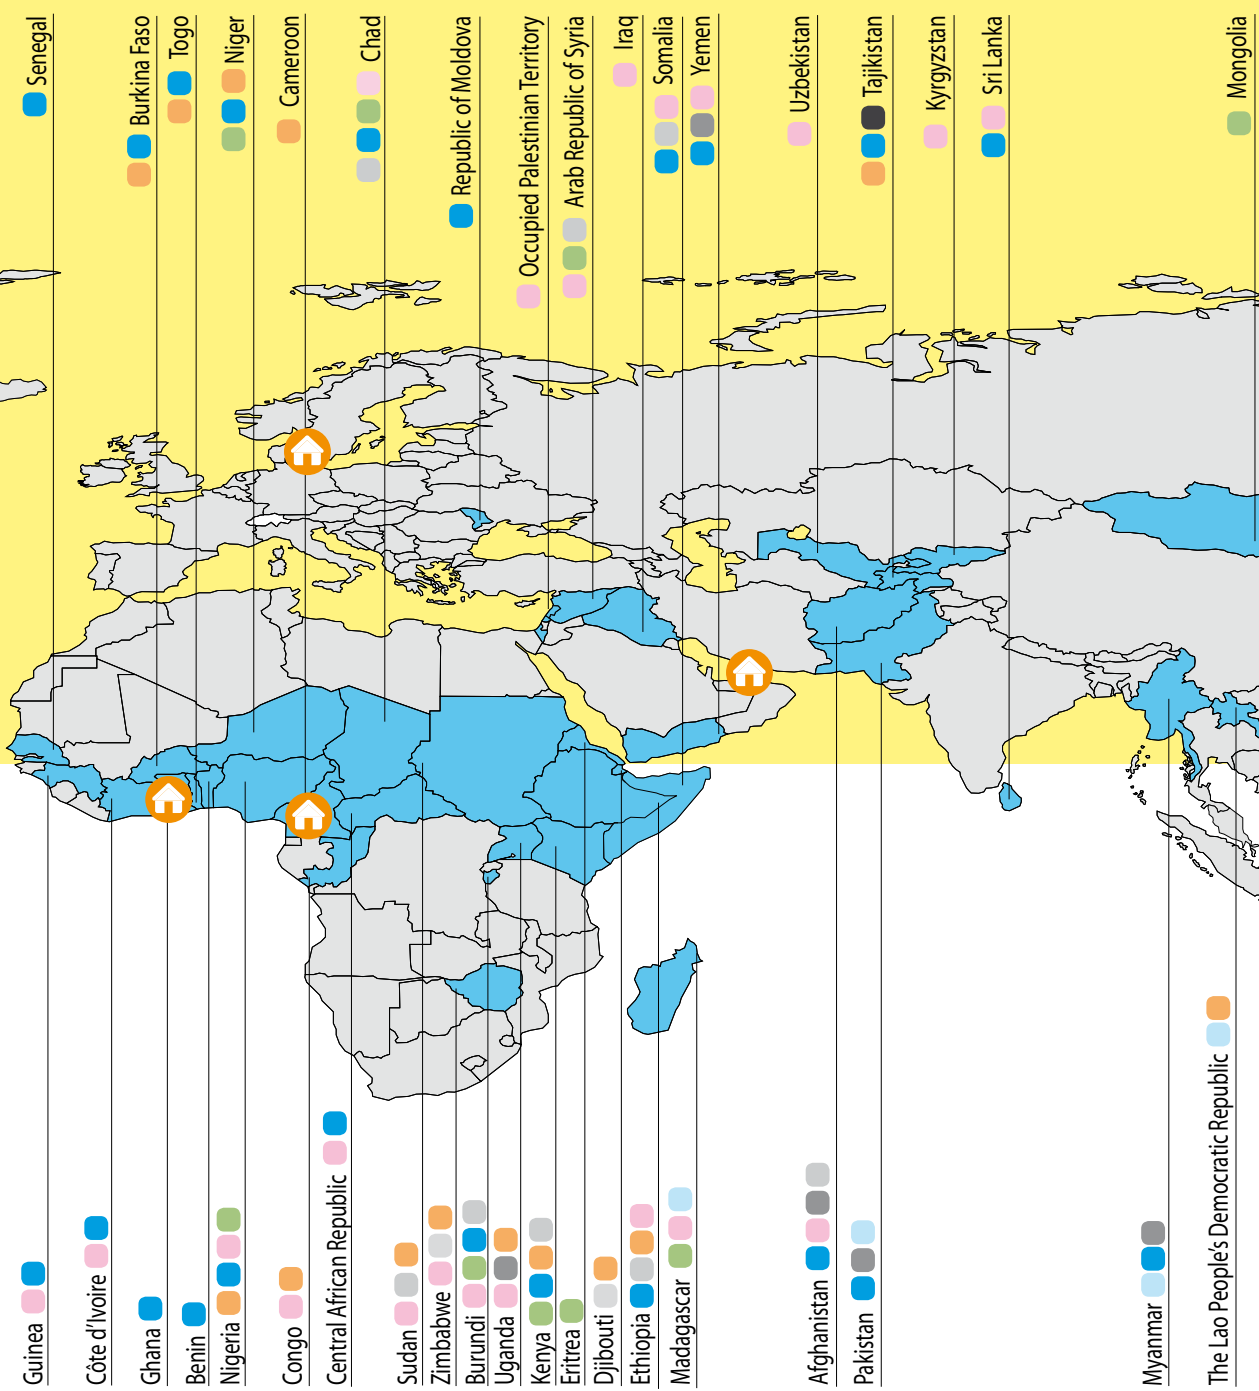 Senegal
Burkina Faso
Togo
Niger
Cameroon
Chad
Republic of Moldova
Occupied Palestinian Territory
Arab Republic of Syria
Iraq
Somalia
Yemen
Uzbekistan
Tajikistan
Kyrgyzstan
Sri Lanka
Mongolia
Guinea
Côte d'Ivoire
Ghana
Benin
Nigeria
Congo
Central African Republic
Sudan
Zimbabwe
Burundi
Uganda
Kenya
Eritrea
Djibouti
Ethiopia
Madagascar
Afghanistan
Pakistan
Myanmar
The Lao People's Democratic Republic